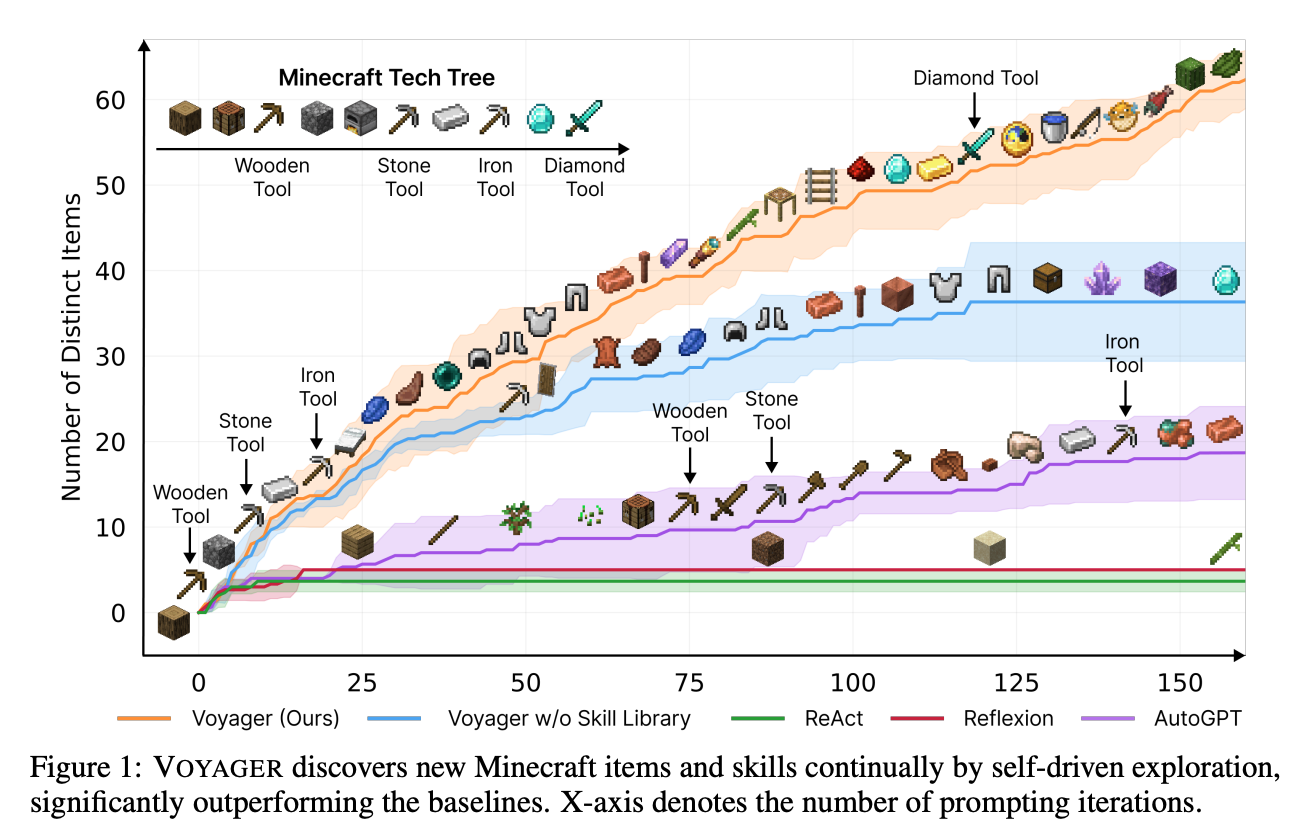 Minecraft Tech Tree
Wooden Tool
Stone Tool
Iron Tool
Diamond Tool
Number of Distinct Items
60
50
40
30
20
10
0
Wooden Tool
Stone Tool
Iron Tool
Diamond Tool
Wooden Tool
Stone Tool
Iron Tool
0 25 50 75 100 125 150
Voyager (Ours) Voyager w/o Skill Library ReAct Reflexion AutoGPT
Figure 1: VOYAGER discovers new Minecraft items and skills continually by self-driven exploration,
significantly outperforming the baselines. X-axis denotes the number of prompting iterations.